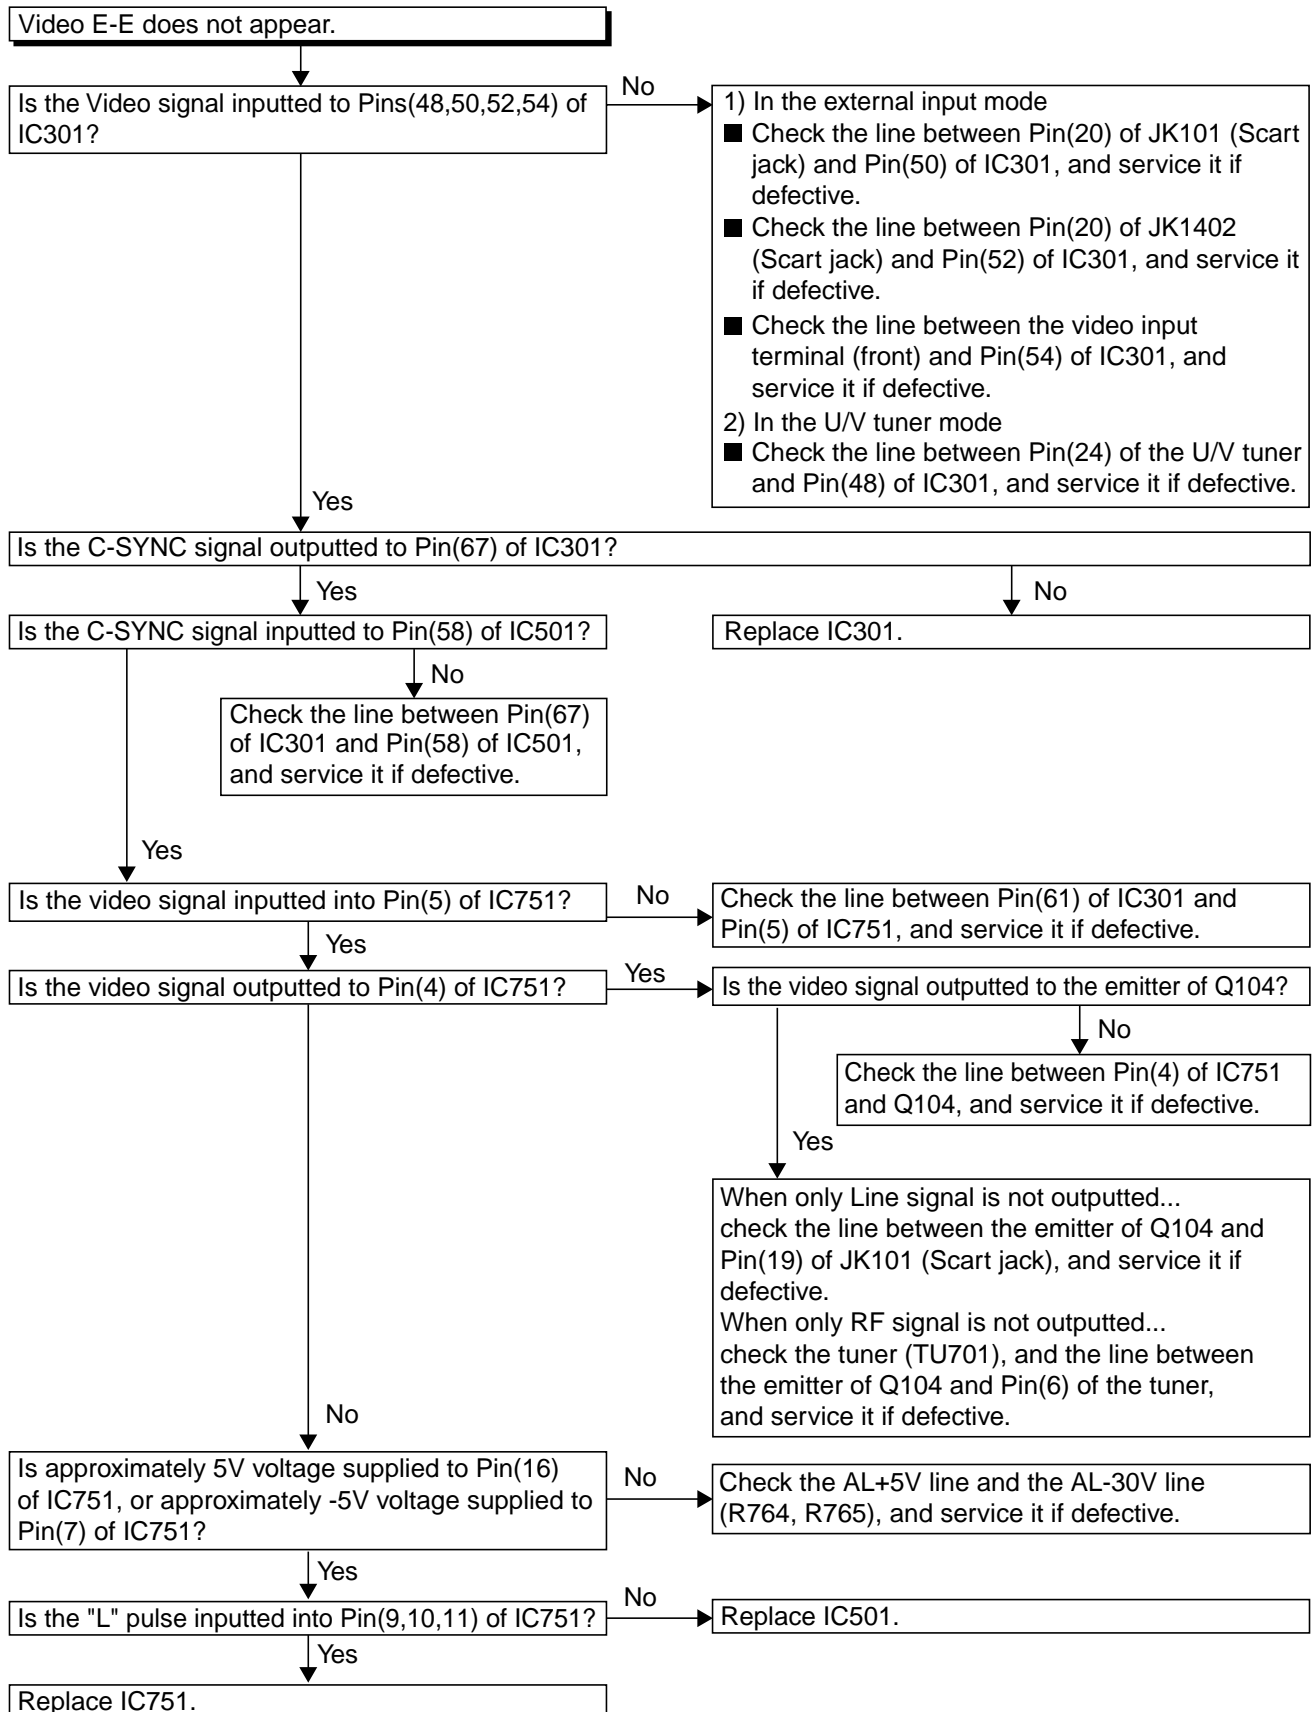 Video E-E does not appear.
Is the Video signal inputted to Pins(48,50,52,54) of
IC301?
No
1) In the external input mode
■ Check the line between Pin(20) of JK101 (Scart
jack) and Pin(50) of IC301, and service it if
defective.
■ Check the line between Pin(20) of JK1402
(Scart jack) and Pin(52) of IC301, and service it
if defective.
■ Check the line between the video input
terminal (front) and Pin(54) of IC301, and
service it if defective.
2) In the U/V tuner mode
■ Check the line between Pin(24) of the U/V tuner
and Pin(48) of IC301, and service it if defective.
Yes
Is the C-SYNC signal outputted to Pin(67) of IC301?
Yes
No
Is the C-SYNC signal inputted to Pin(58) of IC501?
Replace IC301.
No
Check the line between Pin(67)
of IC301 and Pin(58) of IC501,
and service it if defective.
Yes
Is the video signal inputted into Pin(5) of IC751?
No
Check the line between Pin(61) of IC301 and
Pin(5) of IC751, and service it if defective.
Yes
Is the video signal outputted to Pin(4) of IC751?
Yes
Is the video signal outputted to the emitter of Q104?
No
Check the line between Pin(4) of IC751
and Q104, and service it if defective.
Yes
When only Line signal is not outputted...
check the line between the emitter of Q104 and
Pin(19) of JK101 (Scart jack), and service it if
defective.
When only RF signal is not outputted...
check the tuner (TU701), and the line between
the emitter of Q104 and Pin(6) of the tuner,
and service it if defective.
No
Is approximately 5V voltage supplied to Pin(16)
of IC751, or approximately -5V voltage supplied to
Pin(7) of IC751?
No
Check the AL+5V line and the AL-30V line
(R764, R765), and service it if defective.
Yes
Is the "L" pulse inputted into Pin(9,10,11) of IC751?
No
Replace IC501.
Yes
Replace IC751.